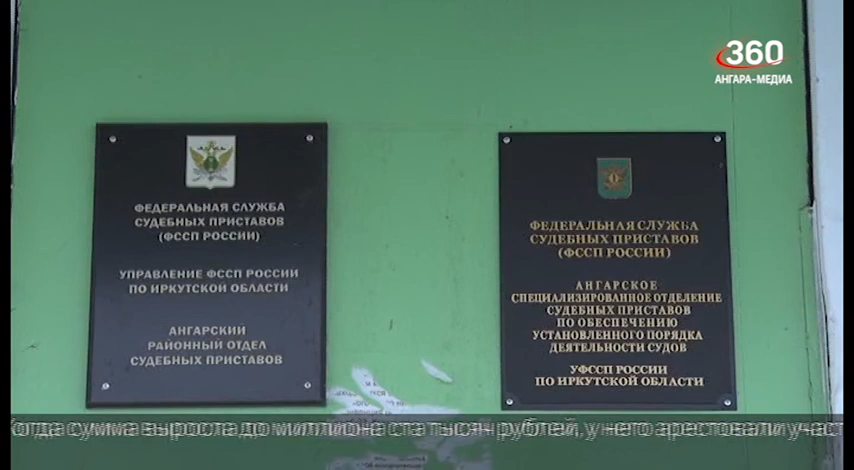 360
АНГАРА-МЕДИА
ФЕДЕРАЛЬНАЯ СЛУЖБА
СУДЕБНЫХ ПРИСТАВОВ
(ФССП РОССИИ)
УПРАВЛЕНИЕ ФССП РОССИИ
ПО ИРКУТСКОЙ ОБЛАСТИ
АНГАРСКИЙ
РАЙОННЫЙ ОТДЕЛ
СУДЕБНЫХ ПРИСТАВОВ
ФЕДЕРАЛЬНАЯ СЛУЖБА
СУДЕБНЫХ ПРИСТАВОВ
(ФССП РОССИИ)
АНГАРСКОЕ
СПЕЦИАЛИЗИРОВАННОЕ ОТДЕЛЕНИЕ
СУДЕБНЫХ ПРИСТАВОВ
ПО ОБЕСПЕЧЕНИЮ
УСТАНОВЛЕННОГО ПОРЯДКА
ДЕЯТЕЛЬНОСТИ СУДОВ
УФССП РОССИИ
ПО ИРКУТСКОЙ ОБЛАСТИ
Когда сумма выросла до миллиона ста тысяч рублей, у него арестовали участ